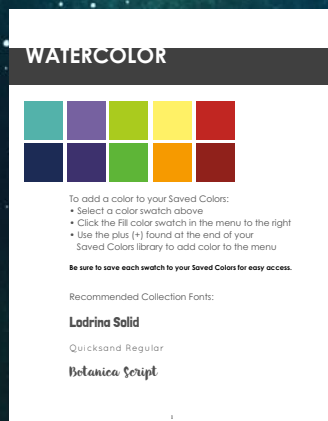 WATERCOLOR
To add a color to your Saved Colors:
• Select a color swatch above
• Click the Fill color swatch in the menu to the right
• Use the plus (+) found at the end of your
Saved Colors library to add color to the menu
Be sure to save each swatch to your Saved Colors for easy access.
Recommended Collection Fonts:
Lodrina Solid
Quicksand Regular
Botanica Script